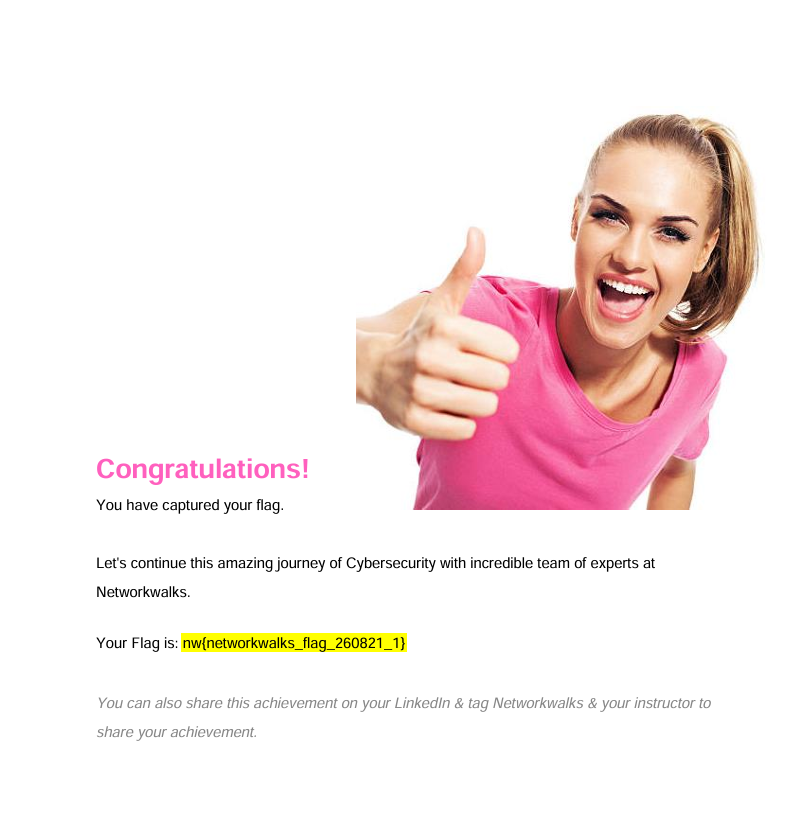 Congratulations!
You have captured your flag.
Let's continue this amazing journey of Cybersecurity with incredible team of experts at
Networkwalks.
Your Flag is: nw{networkwalks_flag_260821_1}
You can also share this achievement on your LinkedIn & tag Networkwalks & your instructor to
share your achievement.